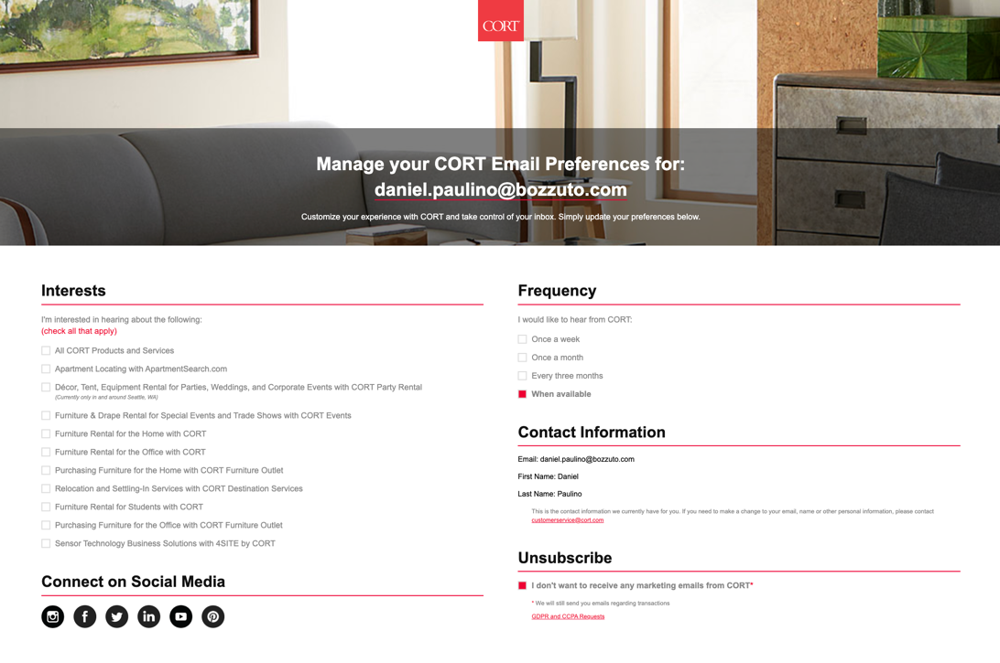 CORT
Manage your CORT Email Preferences for:
daniel.paulino@bozzuto.com
Customize your experience with CORT and take control of your inbox. Simply update your preferences below.
Interests
I'm interested in hearing about the following:
(check all that apply)
All CORT Products and Services
Apartment Locating with ApartmentSearch.com
Décor, Tent, Equipment Rental for Parties, Weddings, and Corporate Events with CORT Party Rental
(Currently only in and around Seattle, WA)
Furniture & Drape Rental for Special Events and Trade Shows with CORT Events
Furniture Rental for the Home with CORT
Furniture Rental for the Office with CORT
Purchasing Furniture for the Home with CORT Furniture Outlet
Relocation and Settling-In Services with CORT Destination Services
Furniture Rental for Students with CORT
Purchasing Furniture for the Office with CORT Furniture Outlet
Sensor Technology Business Solutions with 4SITE by CORT
Connect on Social Media
Frequency
I would like to hear from CORT:
Once a week
Once a month
Every three months
When available
Contact Information
Email: daniel.paulino@bozzuto.com
First Name: Daniel
Last Name: Paulino
This is the contact information we currently have for you. If you need to make a change to your email, name or other personal information, please contact
customerservice@cort.com
Unsubscribe
I don't want to receive any marketing emails from CORT*
* We will still send you emails regarding transactions
GDPR and CCPA Requests